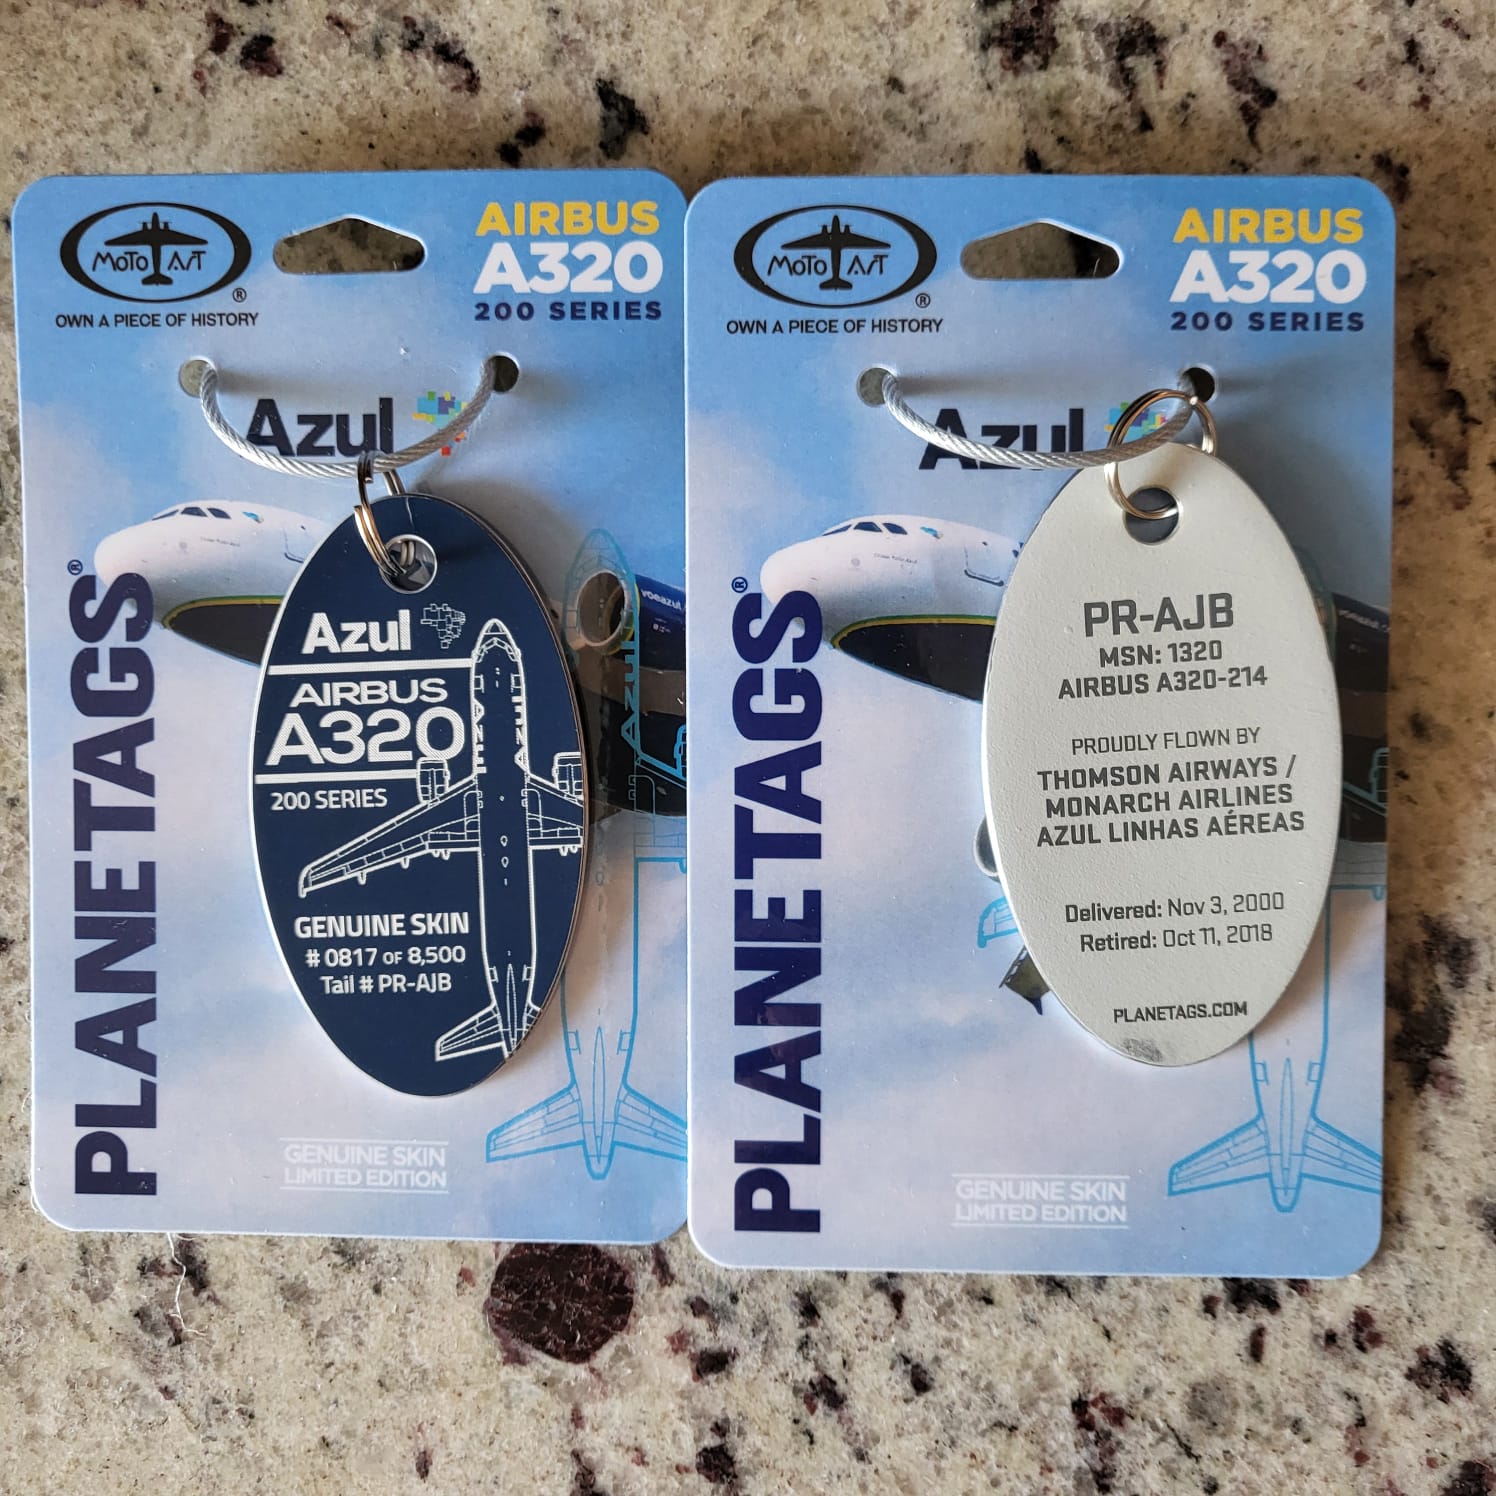 MoTo Art
®
OWN A PIECE OF HISTORY
AIRBUS
A320
200 SERIES
Azul
PLANETAGS®
Azul
AIRBUS
A320
200 SERIES
GENUINE SKIN
# 0817 OF 8,500
Tail # PR-AJB
voeazul
GENUINE SKIN
LIMITED EDITION
MoTo Art
®
OWN A PIECE OF HISTORY
AIRBUS
A320
200 SERIES
Azul
PLANETAGS®
PR-AJB
MSN: 1320
AIRBUS A320-214
PROUDLY FLOWN BY
THOMSON AIRWAYS /
MONARCH AIRLINES
AZUL LINHAS AÉREAS
Delivered: Nov 3, 2000
Retired: Oct 11, 2018
PLANETAGS.COM
GENUINE SKIN
LIMITED EDITION